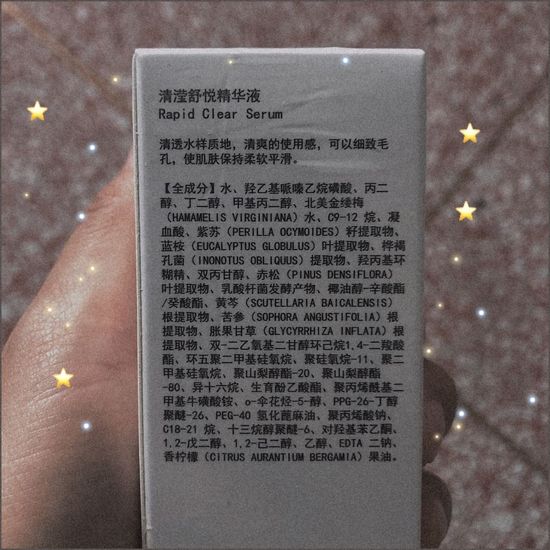 清滢舒悦精华液
Rapid Clear Serum
清透水样质地，清爽的使用感，可以细致毛
孔，使肌肤保持柔软平滑。
【全成分】水、羟乙基哌嗪乙烷磺酸、丙二
醇、丁二醇、甲基丙二醇、北美金缕梅
(HAMAMELIS VIRGINIANA) 水、C9-12 烷、凝
血酸、紫苏 (PERILLA OCYMOIDES) 籽提取物、
蓝桉 (EUCALYPTUS GLOBULUS) 叶提取物、桦褐
孔菌 (INONOTUS OBLIQUUS) 提取物、羟丙基环
糊精、双丙甘醇、赤松 (PINUS DENSIFLORA)
叶提取物、乳酸杆菌发酵产物、椰油醇-辛酸酯
/癸酸酯、黄芩 (SCUTELLARIA BAICALENSIS)
根提取物、苦参 (SOPHORA ANGUSTIFOLIA) 根
提取物、胀果甘草 (GLYCYRRHIZA INFLATA) 根
提取物、双-二乙氧基二甘醇环己烷1,4-二羧酸
酯、环五聚二甲基硅氧烷、聚硅氧烷-11、聚二
甲基硅氧烷、聚山梨醇酯-20、聚山梨醇酯
-80、异十六烷、生育酚乙酸酯、聚丙烯酰基二
甲基牛磺酸铵、o-伞花烃-5-醇、PPG-26-丁醇
聚醚-26、PEG-40 氢化蓖麻油、聚丙烯酸钠、
C18-21 烷、十三烷醇聚醚-6、对羟基苯乙酮、
1,2-戊二醇、1,2-己二醇、乙醇、EDTA 二钠、
香柠檬 (CITRUS AURANTIUM BERGAMIA) 果油。